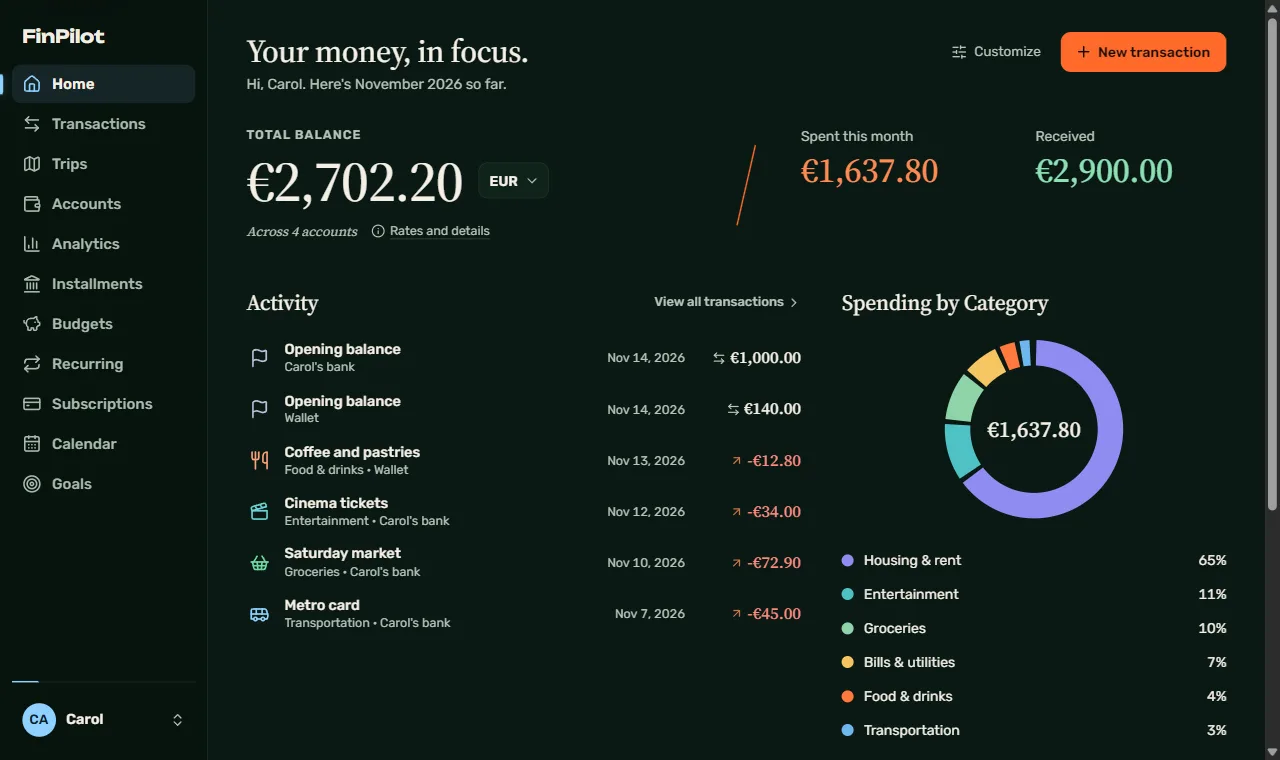 FinPilot
Home
Transactions
Trips
Accounts
Analytics
Installments
Budgets
Recurring
Subscriptions
Calendar
Goals
CA
Carol
Your money, in focus.
Hi, Carol. Here's November 2026 so far.
Customize
New transaction
TOTAL BALANCE
€2,702.20
EUR
Across 4 accounts
Rates and details
Spent this month
€1,637.80
Received
€2,900.00
Activity
View all transactions
Opening balance
Carol's bank
Nov 14, 2026
€1,000.00
Opening balance
Wallet
Nov 14, 2026
€140.00
Coffee and pastries
Food & drinks • Wallet
Nov 13, 2026
-€12.80
Cinema tickets
Entertainment • Carol's bank
Nov 12, 2026
-€34.00
Saturday market
Groceries • Carol's bank
Nov 10, 2026
-€72.90
Metro card
Transportation • Carol's bank
Nov 7, 2026
-€45.00
Spending by Category
€1,637.80
Housing & rent 65%
Entertainment 11%
Groceries 10%
Bills & utilities 7%
Food & drinks 4%
Transportation 3%